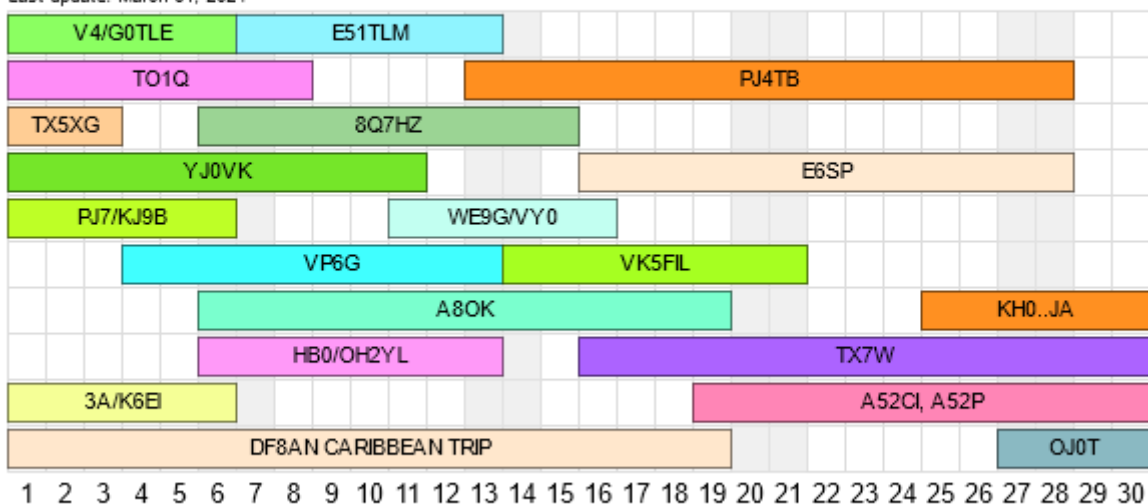 V4/G0TLE E51TLM
TO1Q PJ4TB
TX5XG 8Q7HZ
YJ0VK E6SP
PJ7/KJ9B WE9G/VY0
VP6G VK5FIL
A8OK KH0..JA
HB0/OH2YL TX7W
3A/K6EI A52CI, A52P
DF8AN CARIBBEAN TRIP OJ0T
1 2 3 4 5 6 7 8 9 10 11 12 13 14 15 16 17 18 19 20 21 22 23 24 25 26 27 28 29 30